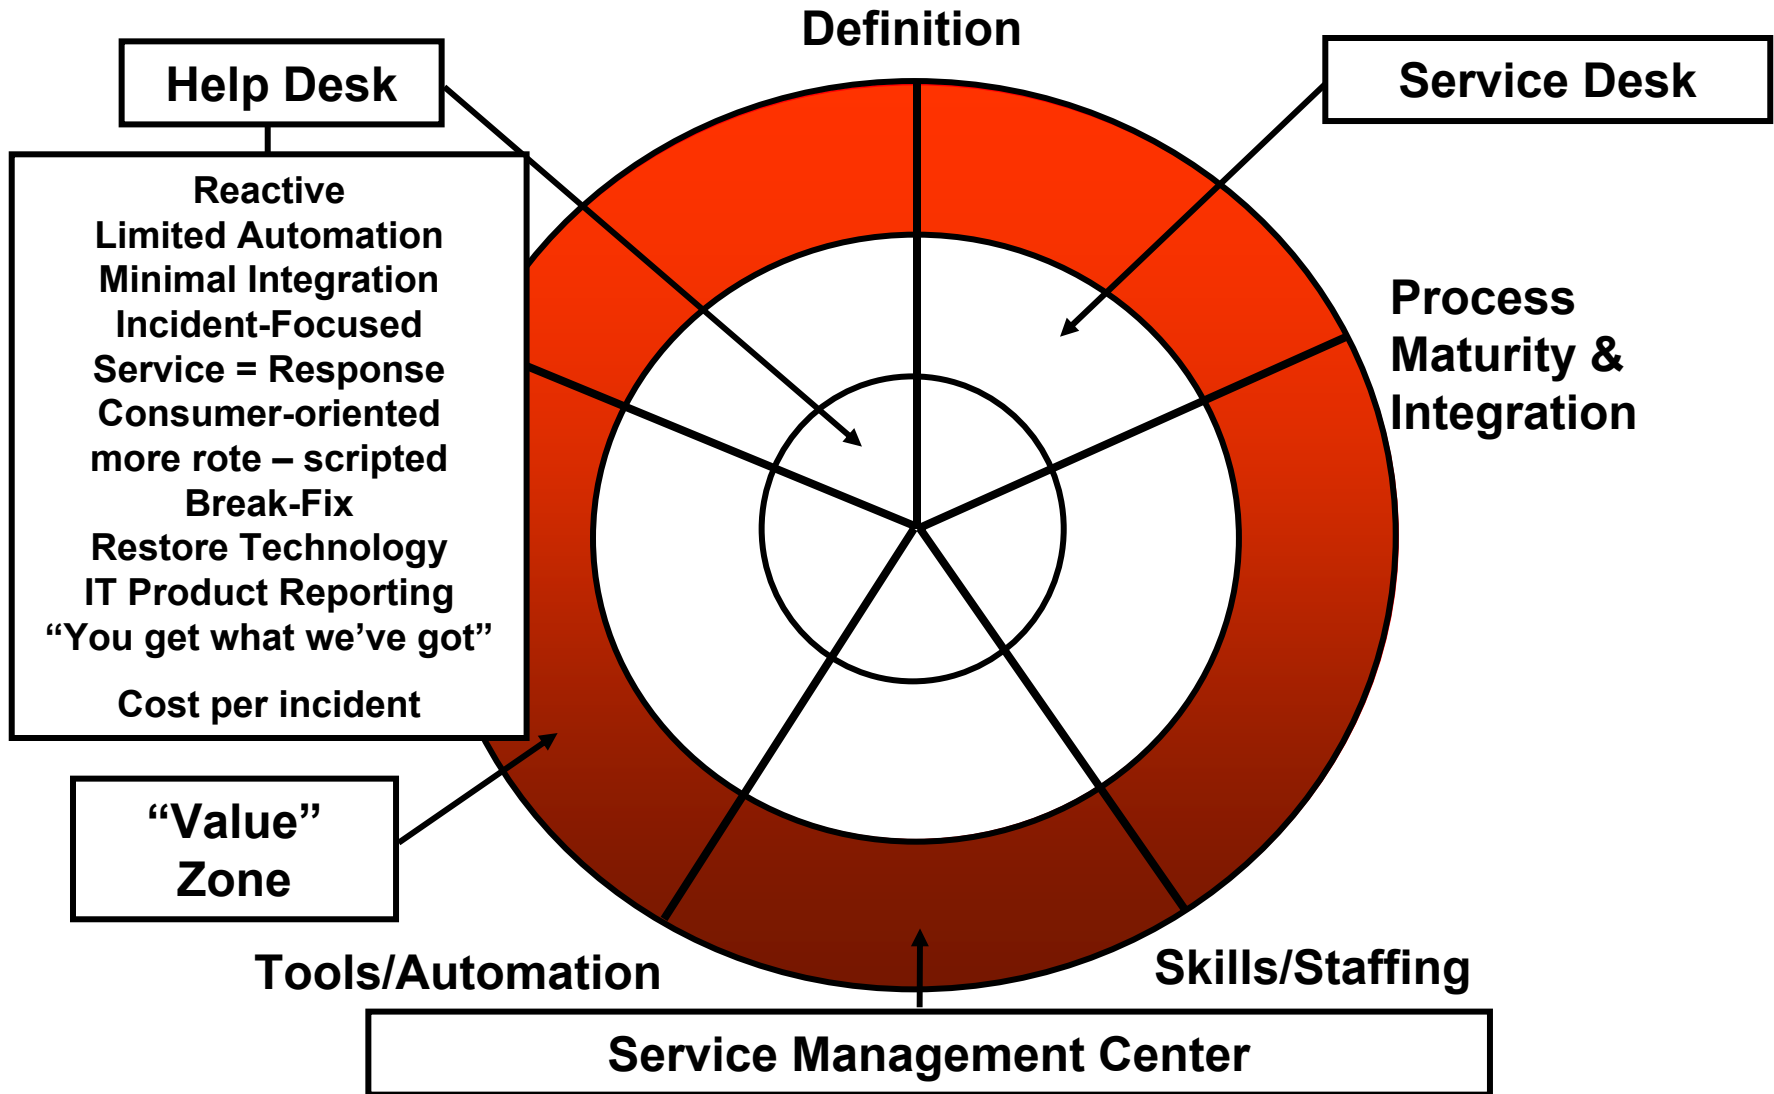 Definition
Help Desk
Service Desk
Reactive
Limited Automation
Minimal Integration
Incident-Focused
Service = Response
Consumer-oriented
more rote – scripted
Break-Fix
Restore Technology
IT Product Reporting
“You get what we’ve got”
Cost per incident
Process
Maturity &
Integration
“Value”
Zone
Tools/Automation
Skills/Staffing
Service Management Center